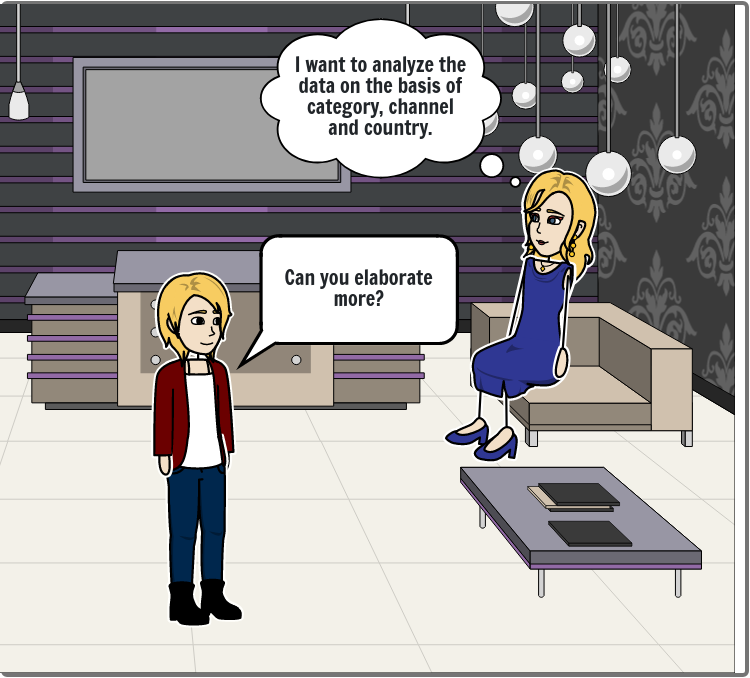 I want to analyze the
data on the basis of
category, channel
and country.
Can you elaborate
more?